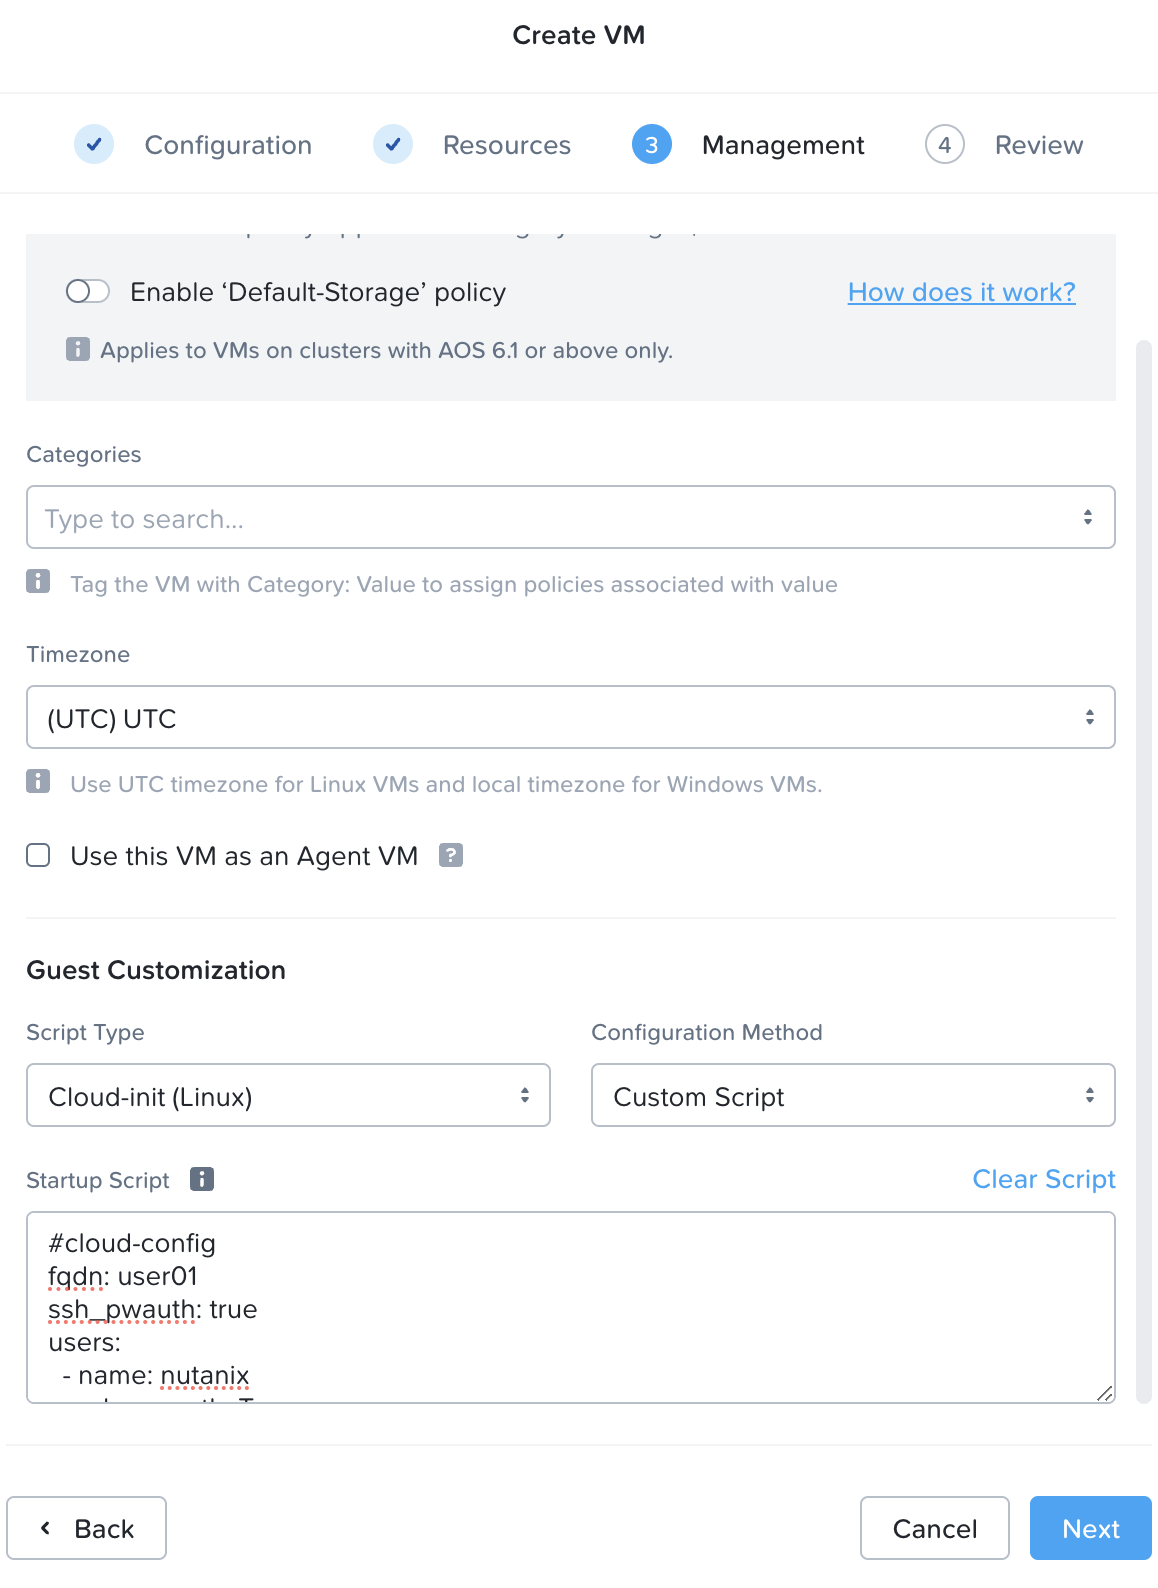 Create VM
Configuration
Resources
3 Management
4 Review
Enable ‘Default-Storage’ policy
How does it work?
Applies to VMs on clusters with AOS 6.1 or above only.
Categories
Type to search...
Tag the VM with Category: Value to assign policies associated with value
Timezone
(UTC) UTC
Use UTC timezone for Linux VMs and local timezone for Windows VMs.
Use this VM as an Agent VM ?
Guest Customization
Script Type
Configuration Method
Cloud-init (Linux)
Custom Script
Startup Script
Clear Script
#cloud-config
fqdn: user01
ssh_pwauth: true
users:
- name: nutanix
Back
Cancel
Next